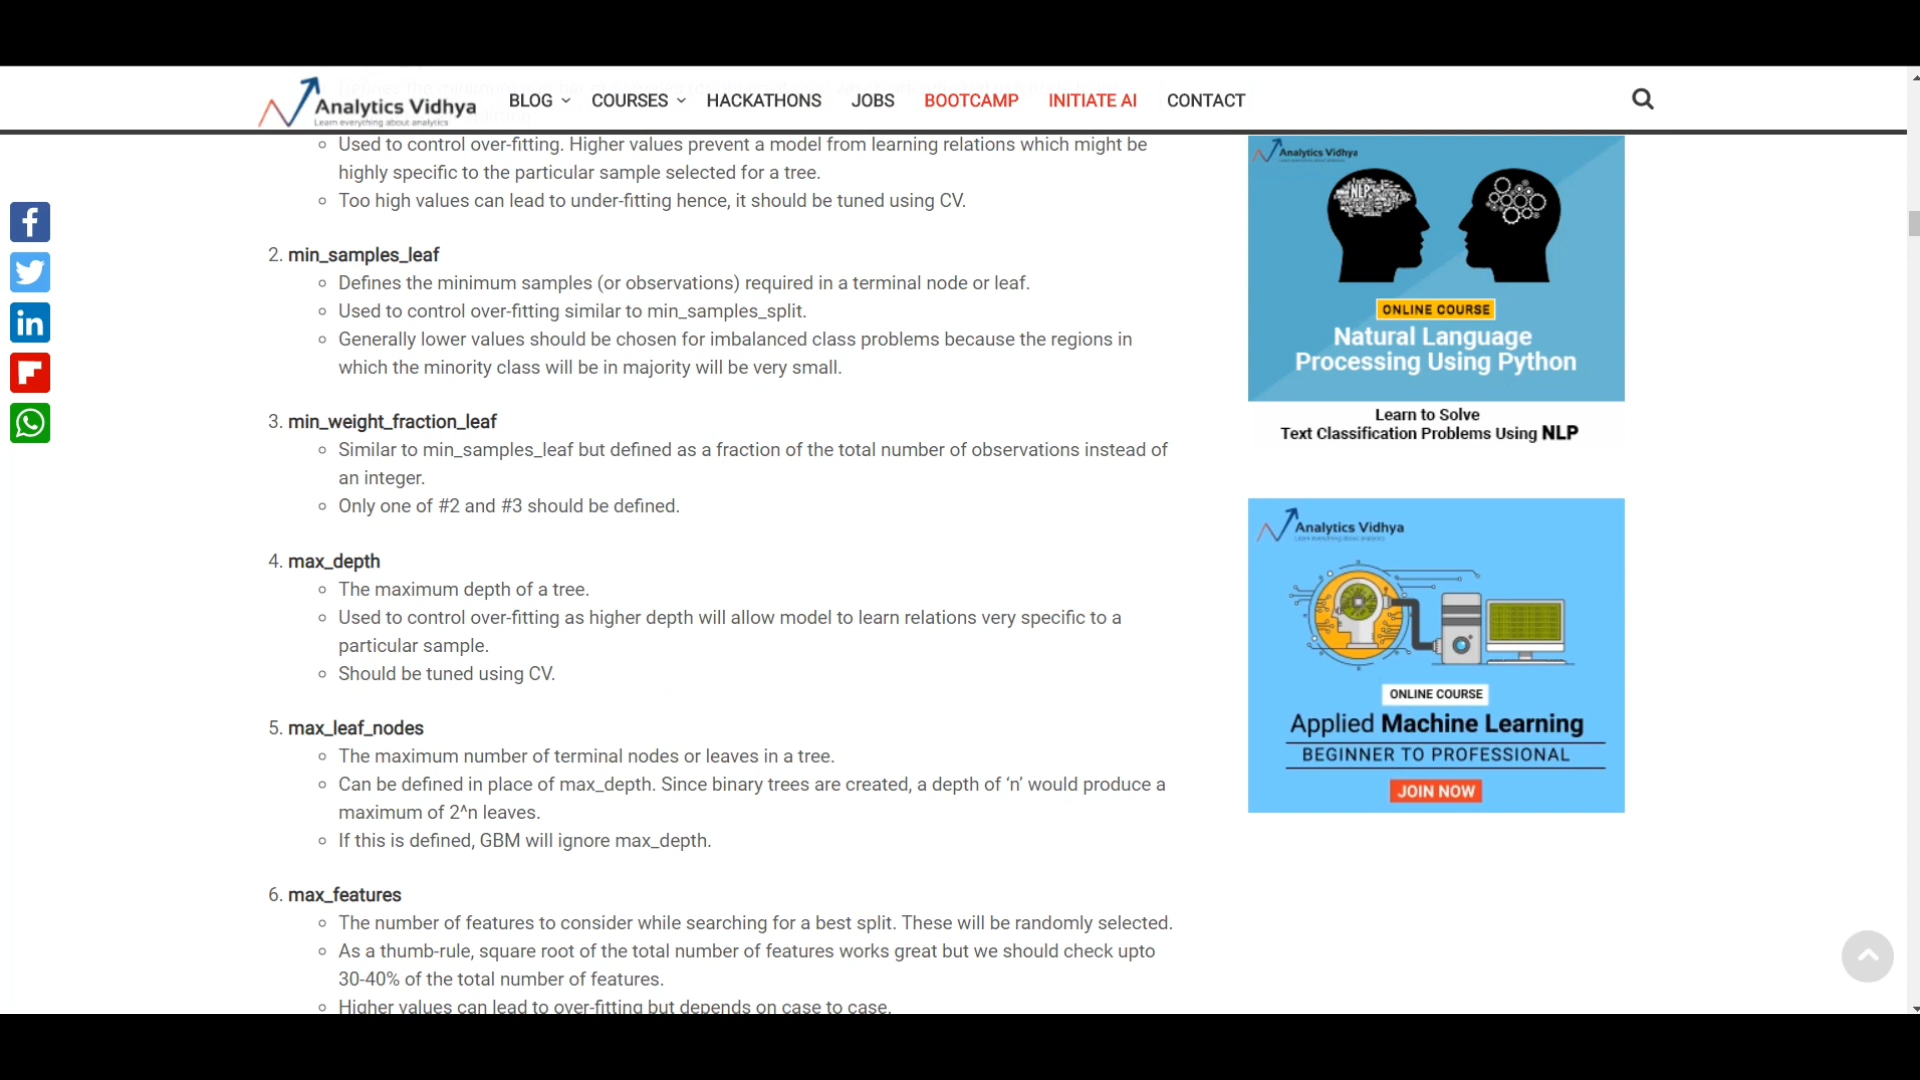 Analytics Vidhya
Learn everything about analytics
BLOG COURSES HACKATHONS JOBS BOOTCAMP INITIATE AI CONTACT
Used to control over-fitting. Higher values prevent a model from learning relations which might be
highly specific to the particular sample selected for a tree.
Too high values can lead to under-fitting hence, it should be tuned using CV.
2. min_samples_leaf
Defines the minimum samples (or observations) required in a terminal node or leaf.
Used to control over-fitting similar to min_samples_split.
Generally lower values should be chosen for imbalanced class problems because the regions in
which the minority class will be in majority will be very small.
3. min_weight_fraction_leaf
Similar to min_samples_leaf but defined as a fraction of the total number of observations instead of
an integer.
Only one of #2 and #3 should be defined.
4. max_depth
The maximum depth of a tree.
Used to control over-fitting as higher depth will allow model to learn relations very specific to a
particular sample.
Should be tuned using CV.
5. max_leaf_nodes
The maximum number of terminal nodes or leaves in a tree.
Can be defined in place of max_depth. Since binary trees are created, a depth of ‘n’ would produce a
maximum of 2^n leaves.
If this is defined, GBM will ignore max_depth.
6. max_features
The number of features to consider while searching for a best split. These will be randomly selected.
As a thumb-rule, square root of the total number of features works great but we should check upto
30-40% of the total number of features.
Higher values can lead to over-fitting but depends on case to case.
Analytics Vidhya
NLP
ONLINE COURSE
Natural Language
Processing Using Python
Learn to Solve
Text Classification Problems Using NLP
Analytics Vidhya
Learn everything about analytics
ONLINE COURSE
Applied Machine Learning
BEGINNER TO PROFESSIONAL
JOIN NOW